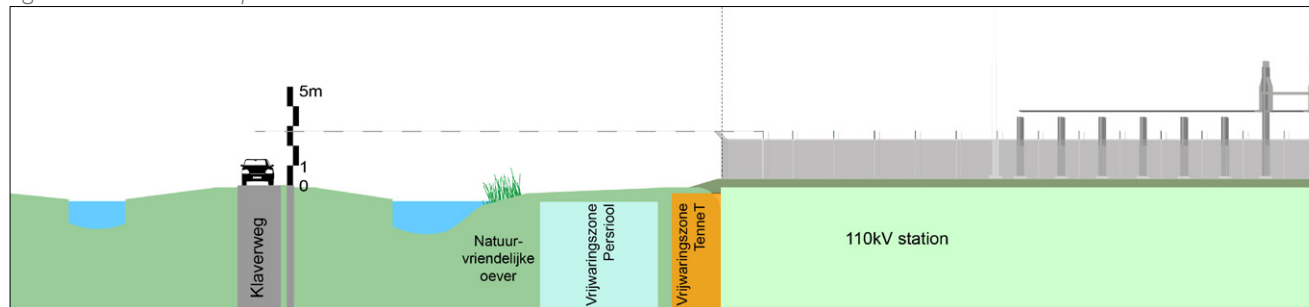 5m
1
0
Klaverweg
Natuur-
vriendelijke
oever
Vrijwaringszone
Persriool
Vrijwaringszone
TenneT
110kV station